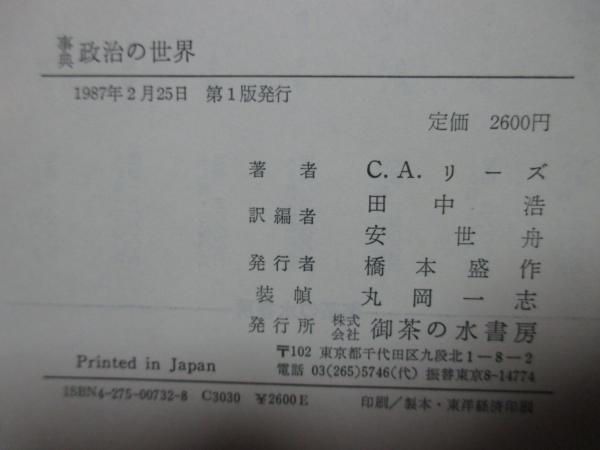 事典 政治の世界
1987年2月25日 第1版発行
定価 2600円
著者 C.A.リーズ
訳編者 田中浩
安世舟
発行者 橋本盛作
装幀 丸岡一志
発行所 株式会社 御茶の水書房
〒102 東京都千代田区九段北1-8-2
Printed in Japan 電話 03(265)5746(代) 振替東京8-14774
ISBN4-275-00732-8 C3030 ¥2600E 印刷/製本・東洋経済印刷